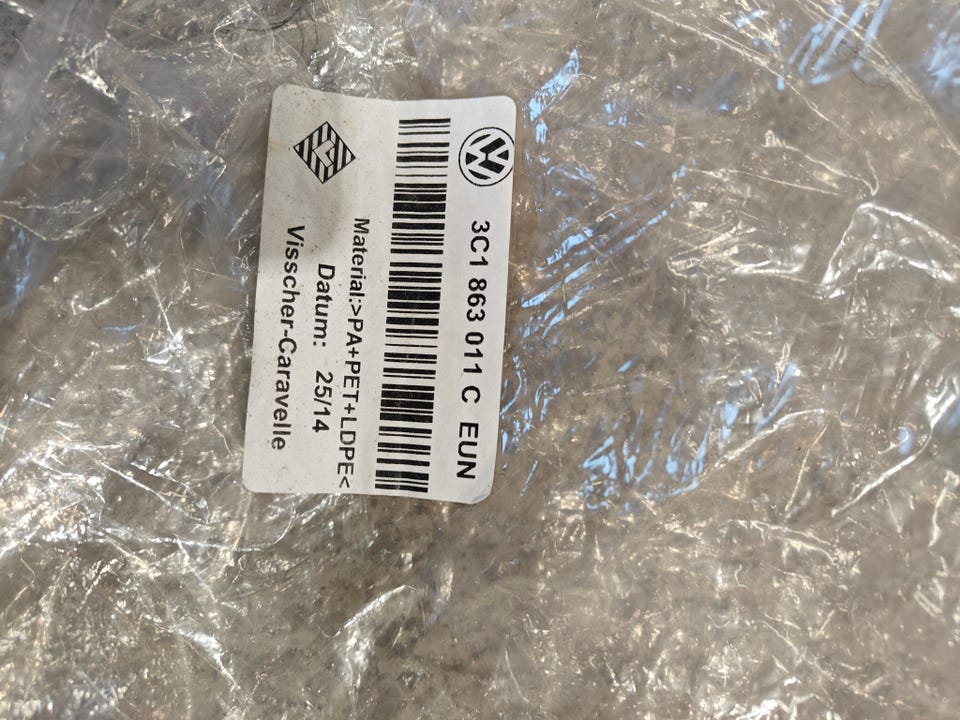 3C1 863 011 C EUN
Material:>PA+PET+LDPE<
Datum: 25/14
Visscher-Caravelle